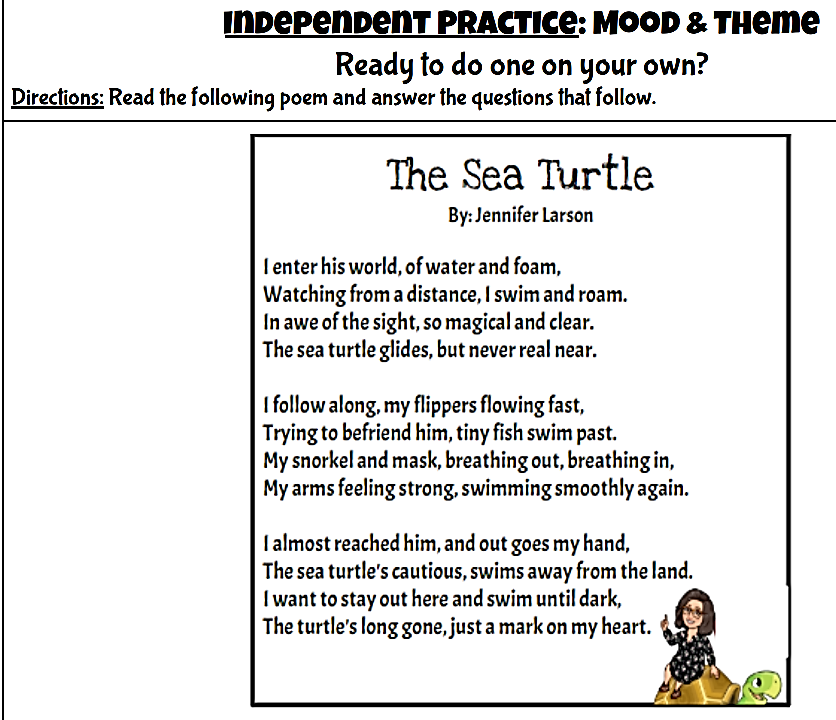 INDEPENDENT PRACTICE: MOOD & THEME
Ready to do one on your own?
Directions: Read the following poem and answer the questions that follow.
The Sea Turtle
By: Jennifer Larson
I enter his world, of water and foam,
Watching from a distance, I swim and roam.
In awe of the sight, so magical and clear.
The sea turtle glides, but never real near.
I follow along, my flippers flowing fast,
Trying to befriend him, tiny fish swim past.
My snorkel and mask, breathing out, breathing in,
My arms feeling strong, swimming smoothly again.
I almost reached him, and out goes my hand,
The sea turtle's cautious, swims away from the land.
I want to stay out here and swim until dark,
The turtle's long gone, just a mark on my heart.